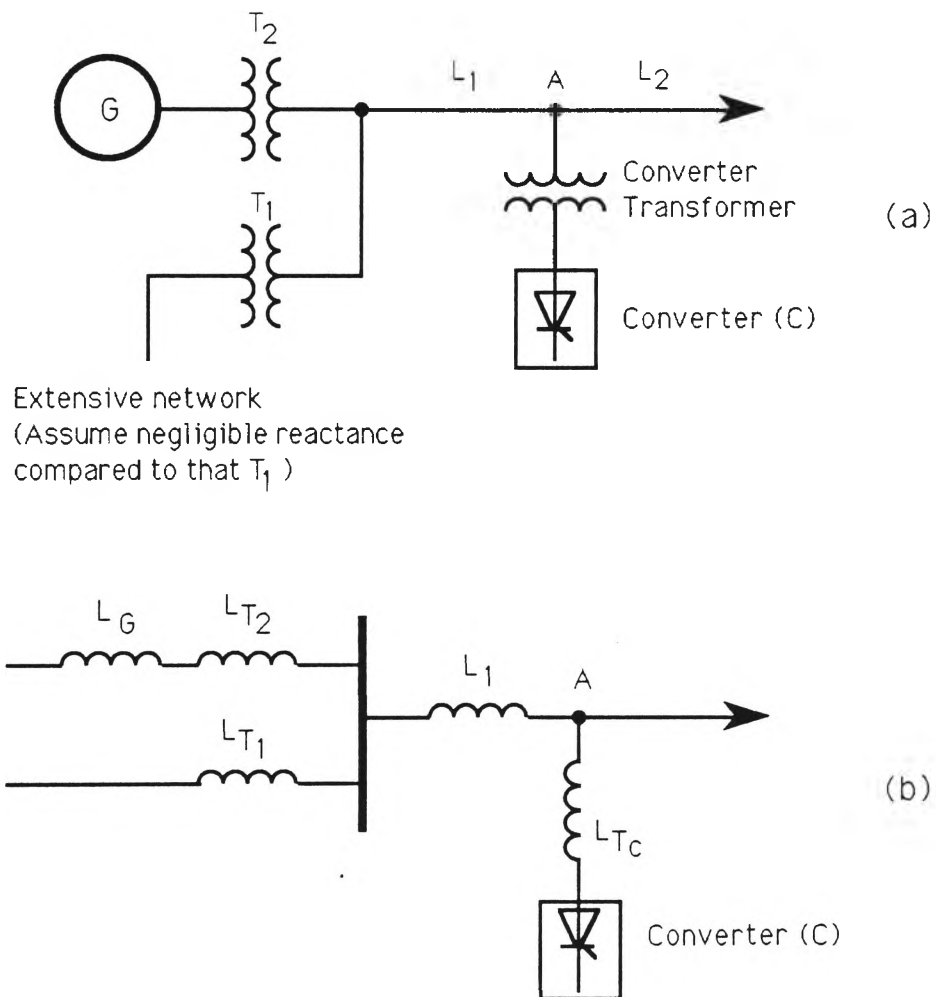 T2
G
L1
A
L2
T1
Converter
Transformer
(a)
Converter (C)
Extensive network
(Assume negligible reactance
compared to that T1 )
LG
LT2
L1
A
LT1
LTC
(b)
Converter (C)